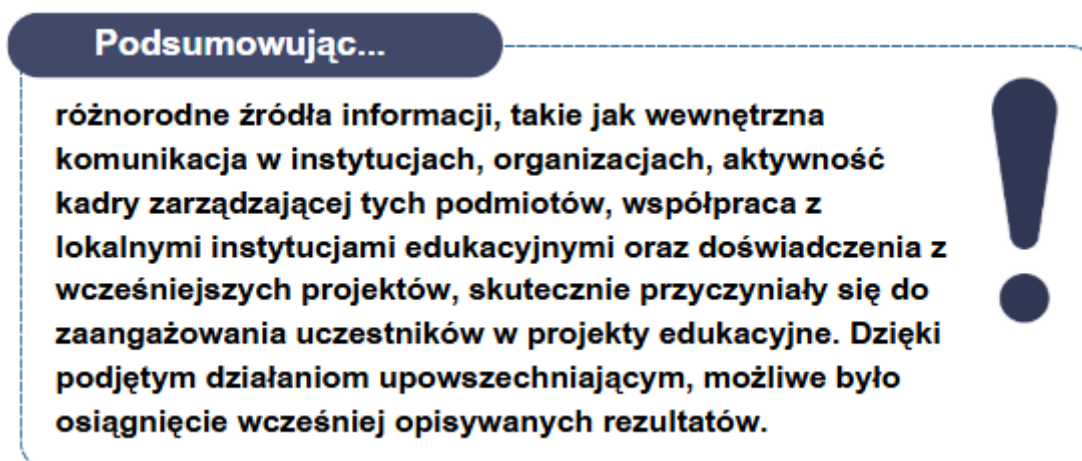 Podsumowując...
różnorodne źródła informacji, takie jak wewnętrzna
komunikacja w instytucjach, organizacjach, aktywność
kadry zarządzającej tych podmiotów, współpraca z
lokalnymi instytucjami edukacyjnymi oraz doświadczenia z
wcześniejszych projektów, skutecznie przyczyniały się do
zaangażowania uczestników w projekty edukacyjne. Dzięki
podjętym działaniom upowszechniającym, możliwe było
osiągnięcie wcześniej opisywanych rezultatów.